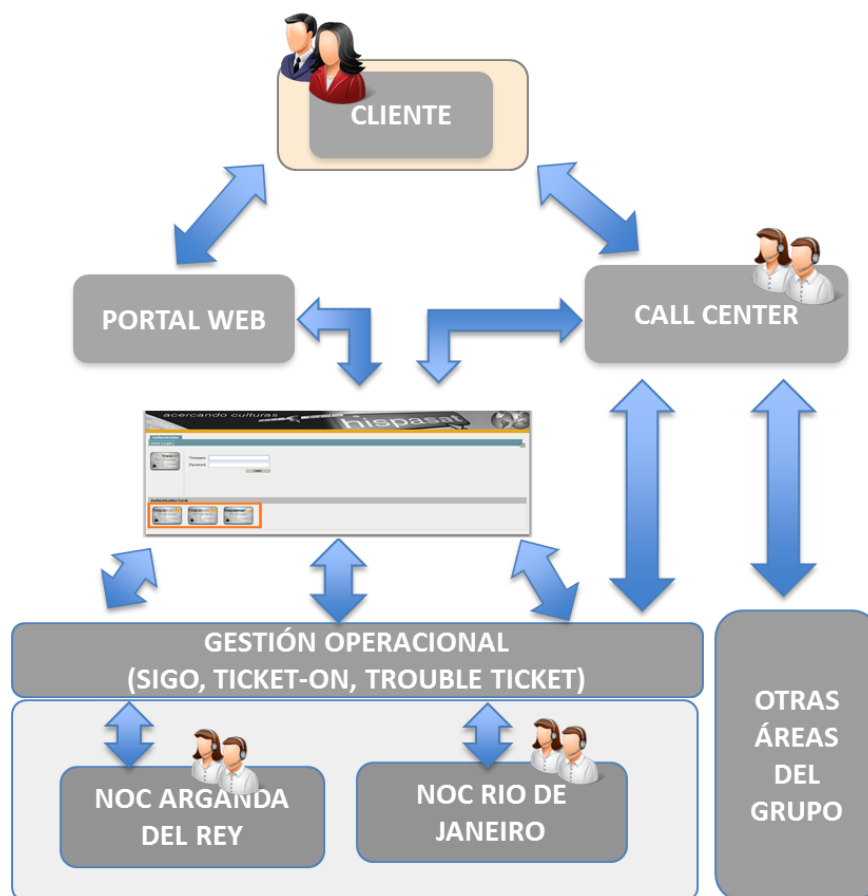 CLIENTE
PORTAL WEB
CALL CENTER
acercando culturas
hispasat
Username
Password
Login
GESTIÓN OPERACIONAL
(SIGO, TICKET-ON, TROUBLE TICKET)
NOC ARGANDA
DEL REY
NOC RIO DE
JANEIRO
OTRAS
ÁREAS
DEL
GRUPO